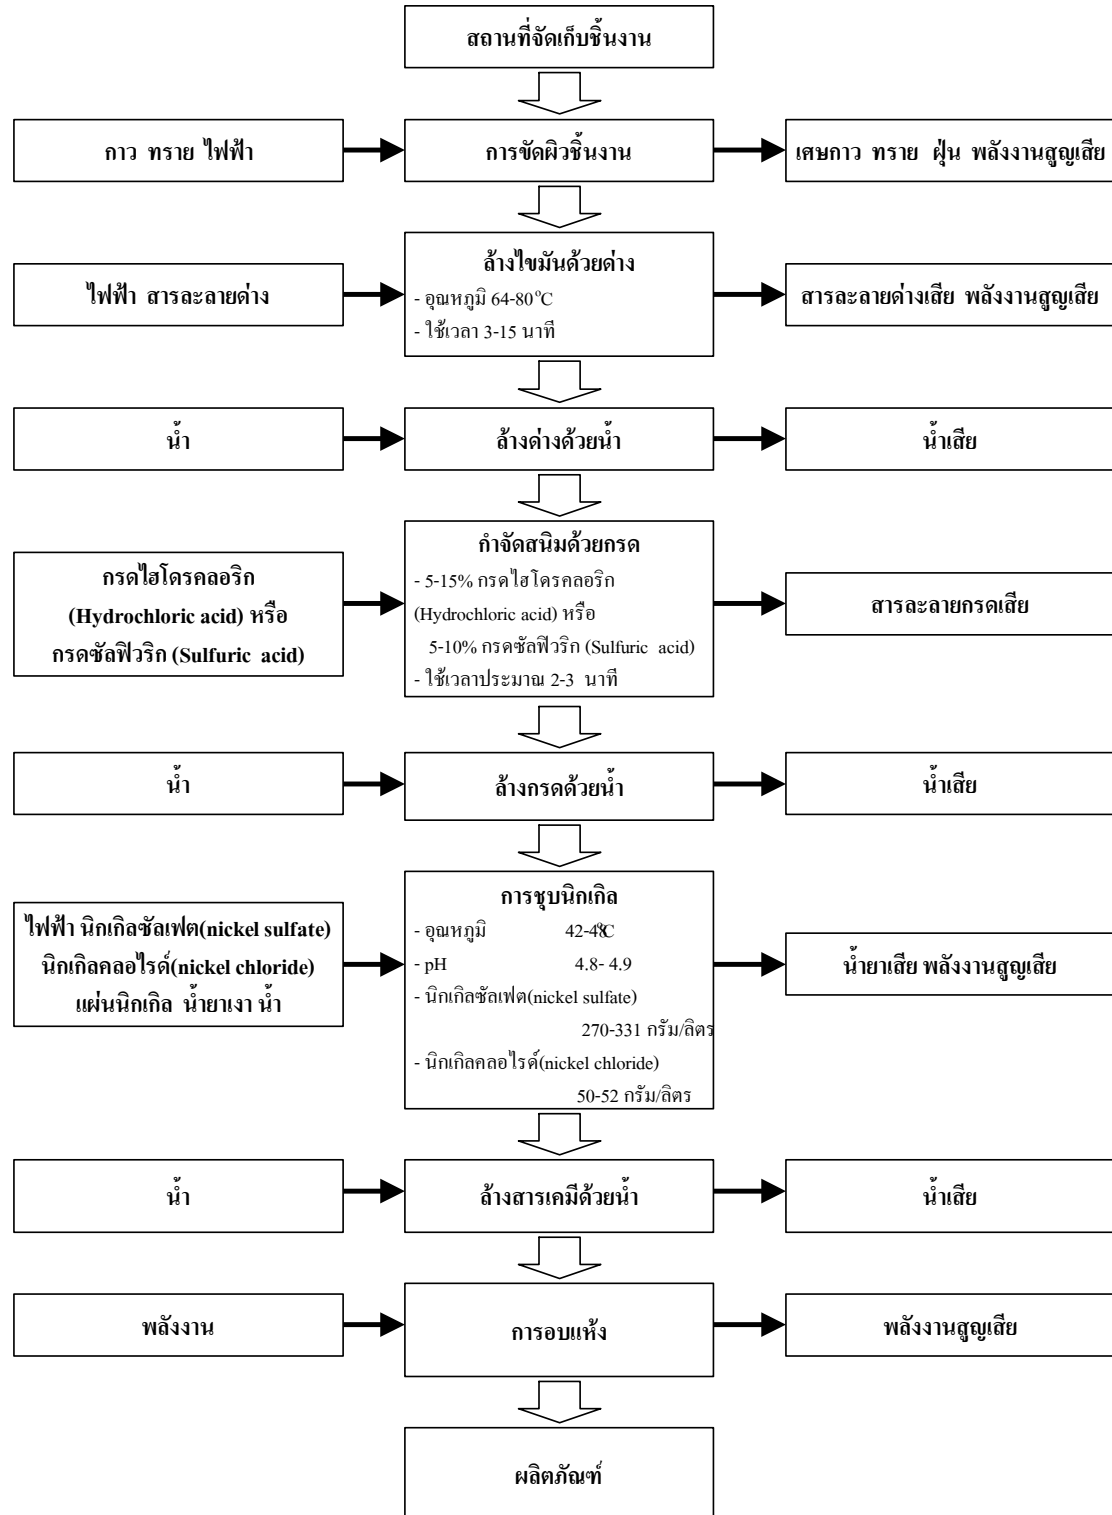 สถานที่จัดเก็บชิ้นงาน
กาว ทราย ไฟฟ้า
การขัดผิวชิ้นงาน
เศษกาว ทราย ฝุ่น พลังงานสูญเสีย
ไฟฟ้า สารละลายด่าง
ล้างไขมันด้วยด่าง
- อุณหภูมิ 64-80°C
- ใช้เวลา 3-15 นาที
สารละลายด่างเสีย พลังงานสูญเสีย
น้ำ
ล้างด่างด้วยน้ำ
น้ำเสีย
กรดไฮโดรคลอริก
(Hydrochloric acid) หรือ
กรดซัลฟิวริก (Sulfuric acid)
กำจัดสนิมด้วยกรด
- 5-15% กรดไฮโดรคลอริก
(Hydrochloric acid) หรือ
5-10% กรดซัลฟิวริก (Sulfuric acid)
- ใช้เวลาประมาณ 2-3 นาที
สารละลายกรดเสีย
น้ำ
ล้างกรดด้วยน้ำ
น้ำเสีย
ไฟฟ้า นิกเกิลซัลเฟต(nickel sulfate)
นิกเกิลคลอไรด์(nickel chloride)
แผ่นนิกเกิล น้ำยาเงา น้ำ
การชุบนิกเกิล
- อุณหภูมิ 42-48°C
- pH 4.8- 4.9
- นิกเกิลซัลเฟต(nickel sulfate)
270-331 กรัม/ลิตร
- นิกเกิลคลอไรด์(nickel chloride)
50-52 กรัม/ลิตร
น้ำยาเสีย พลังงานสูญเสีย
น้ำ
ล้างสารเคมีด้วยน้ำ
น้ำเสีย
พลังงาน
การอบแห้ง
พลังงานสูญเสีย
ผลิตภัณฑ์